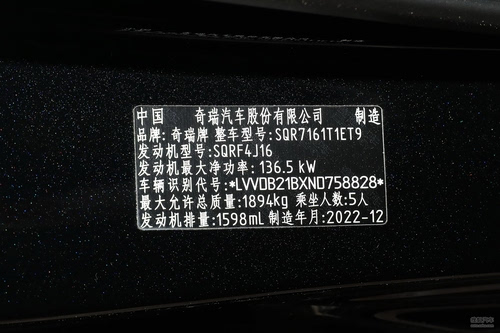 中国 奇瑞汽车股份有限公司 制造
品牌: 奇瑞牌 整车型号: SQR7161T1ET9
发动机型号: SQRF4J16
发动机最大净功率: 136.5 kW
车辆识别代号: *LVVDB21BXND758828*
最大允许总质量: 1894kg 乘坐人数: 5人
发动机排量: 1598mL 制造年月: 2022-12